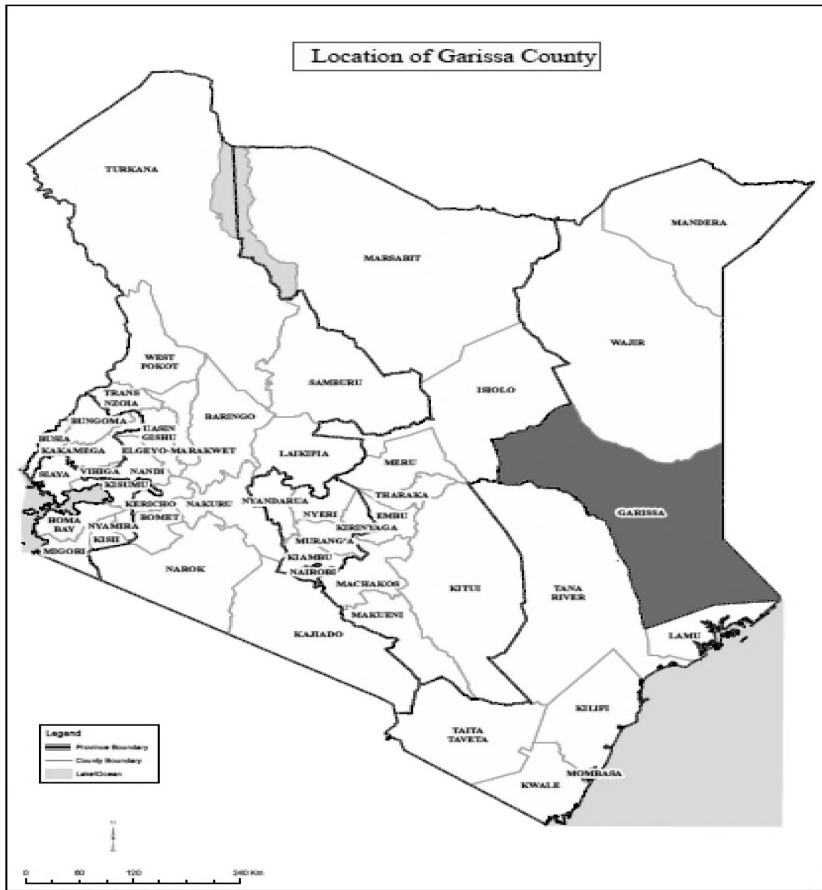 Location of Garissa County
TURKANA
MANDERA
MARSABIT
WAJIR
WEST
POKOT
SAMBURU
ISIOLO
TRANS
NZOIA
BARINGO
BUNGOMA
UASIN
GISHU
BUSIA
KAKAMEGA
ELGEYO-MARAKWET
LAIKIPIA
MERU
SIAYA
VIHIGA
NANDI
KISUMU
THARAKA
KERICHO
NAKURU
NYANDARUA
GARISSA
HOMA
BAY
NYAMIRA
BOMET
NYERI
EMBU
KIRINYAGA
KISII
MURANG'A
MIGORI
KIAMBU
NAROK
NAIROBI
MACHAKOS
KITUI
TANA
RIVER
MAKUENI
KAJIADO
LAMU
KILIFI
TAITA
TAVETA
MOMBASA
KWALE
Legend
Province Boundary
County Boundary
Lake/Ocean
N
0 60 120 240 Km